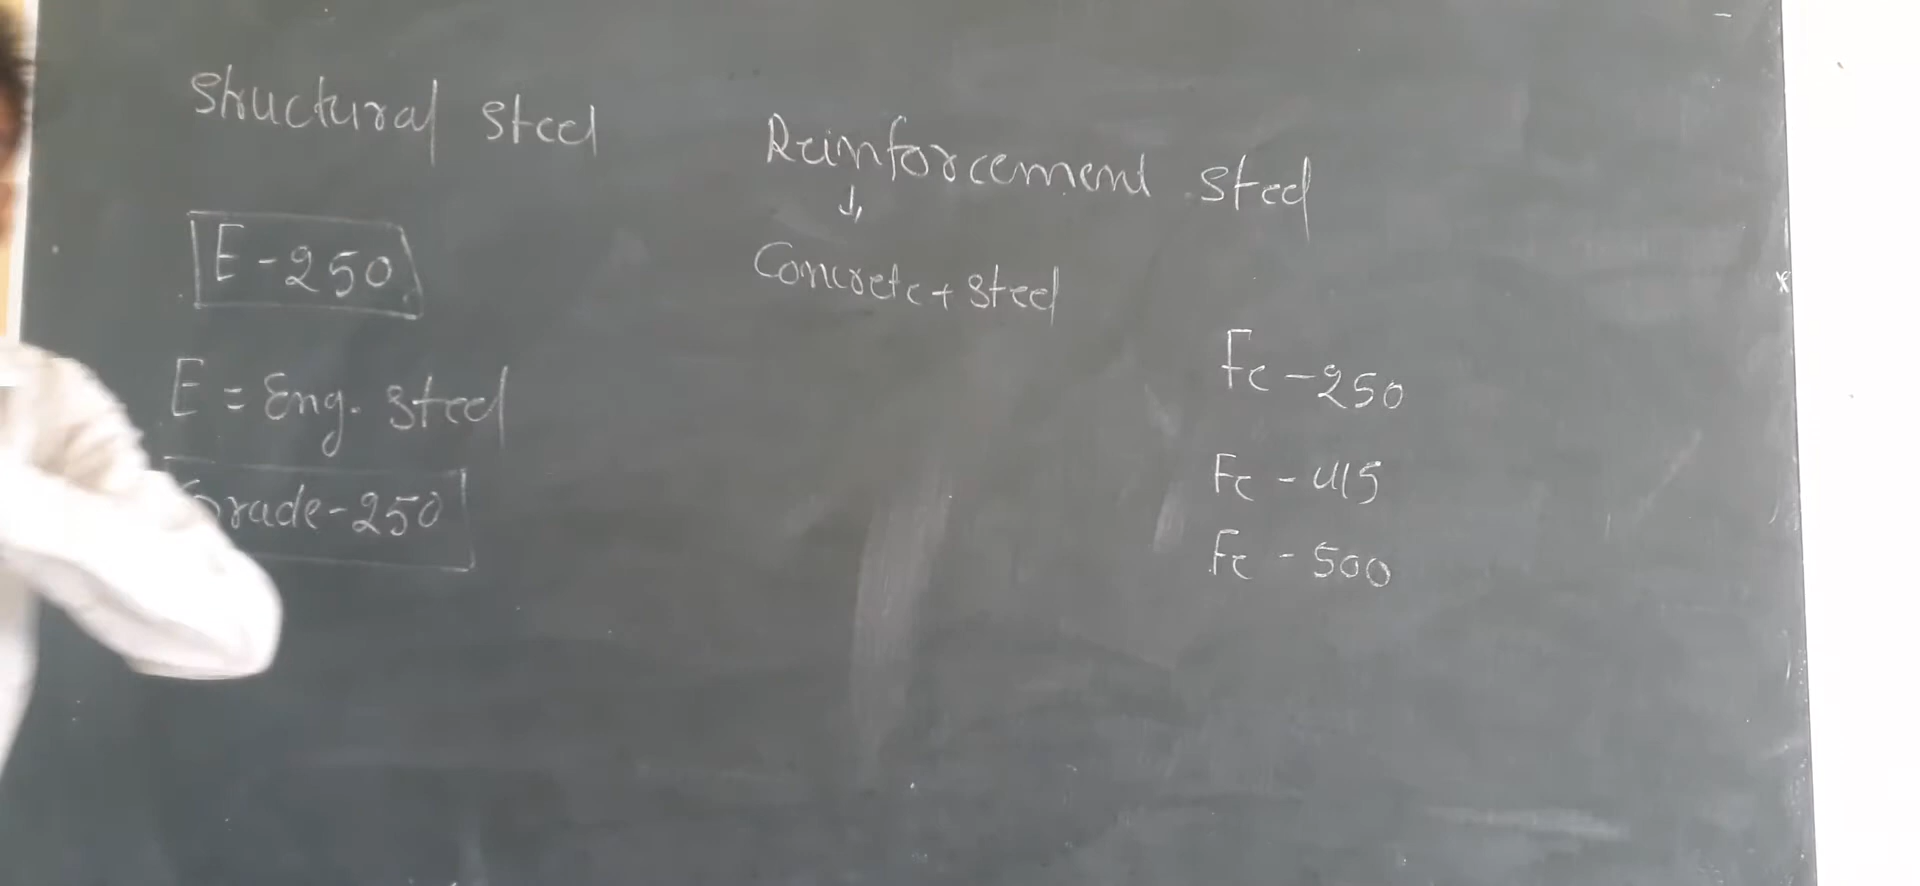 Structural Steel
E-250
E = Eng. Steel
Grade-250
Reinforcement Steel
↓
Concrete + Steel
Fe - 250
Fe - 415
Fe - 500